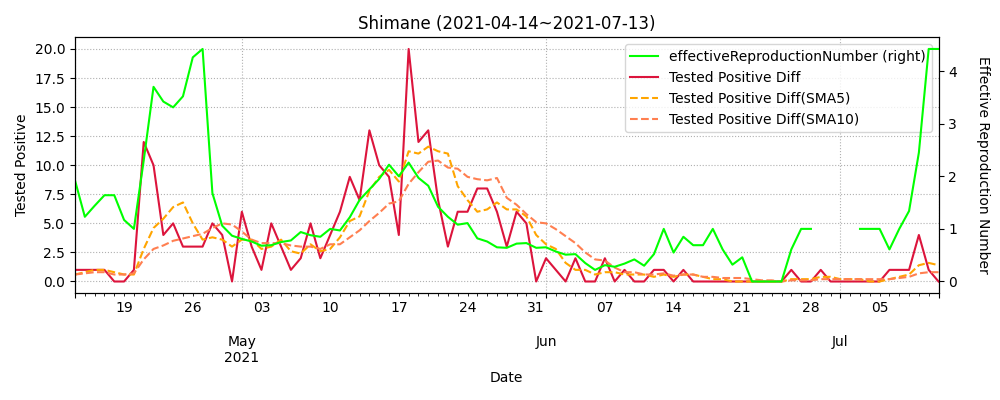 Shimane (2021-04-14~2021-07-13)
effectiveReproductionNumber (right)
Tested Positive Diff
Tested Positive Diff(SMA5)
Tested Positive Diff(SMA10)
Tested Positive
20.0
17.5
15.0
12.5
10.0
7.5
5.0
2.5
0.0
Effective Reproduction Number
4
3
2
1
0
19 26 03 10 17 24 31 07 14 21 28 05
May Jun Jul
2021
Date